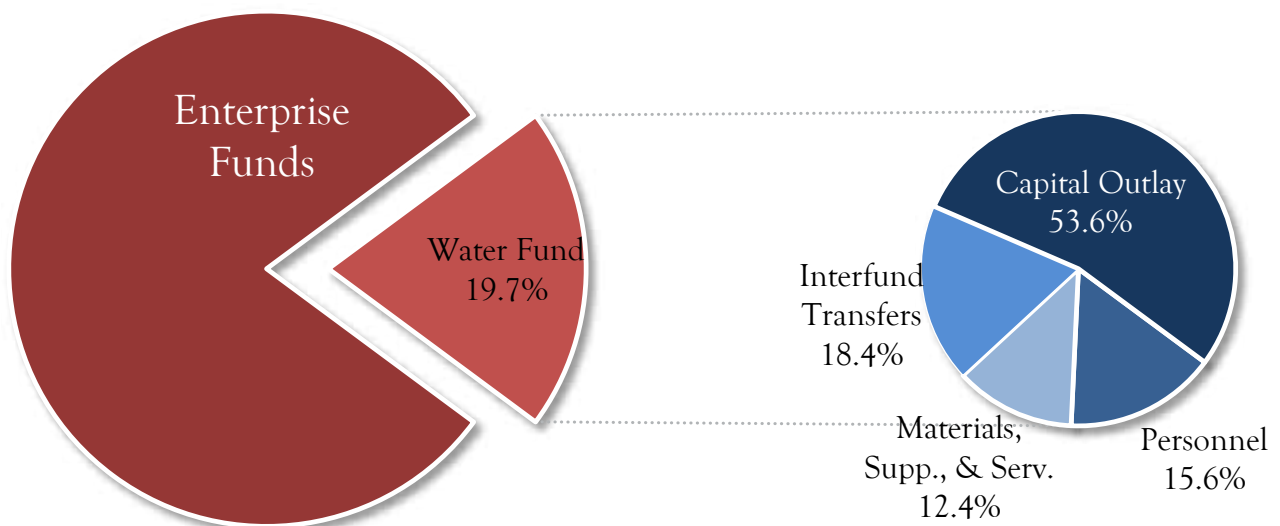 Enterprise
Funds
Water Fund
19.7%
Capital Outlay
53.6%
Interfund
Transfers
18.4%
Materials,
Supp., & Serv.
12.4%
Personnel
15.6%